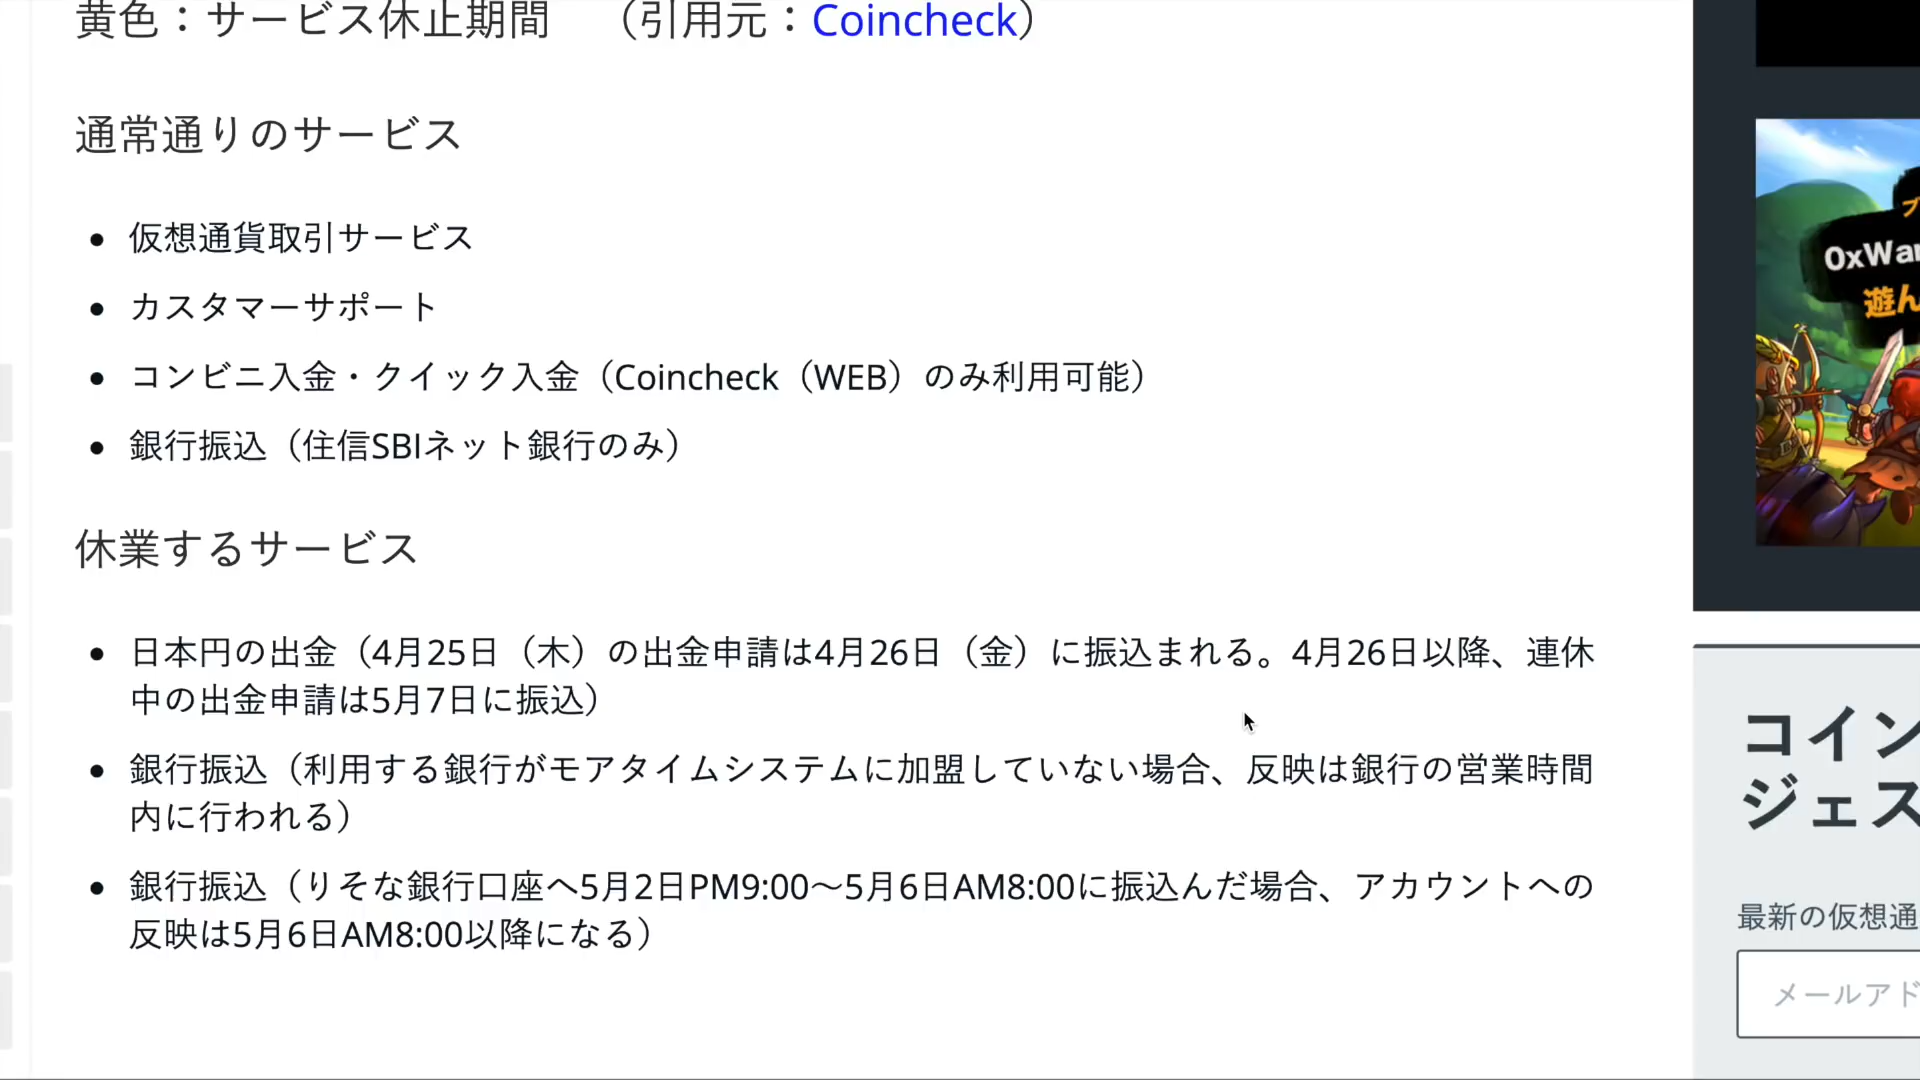 黄色：サービス休止期間　（引用元：Coincheck）
通常通りのサービス
仮想通貨取引サービス
カスタマーサポート
コンビニ入金・クイック入金（Coincheck（WEB）のみ利用可能）
銀行振込（住信SBIネット銀行のみ）
休業するサービス
日本円の出金（4月25日（木）の出金申請は4月26日（金）に振込まれる。4月26日以降、連休
中の出金申請は5月7日に振込）
銀行振込（利用する銀行がモアタイムシステムに加盟していない場合、反映は銀行の営業時間
内に行われる）
銀行振込（りそな銀行口座へ5月2日PM9:00〜5月6日AM8:00に振込んだ場合、アカウントへの
反映は5月6日AM8:00以降になる）
ブ
0xWar
遊ん
コイン
ジェス
最新の仮想通
メールアド